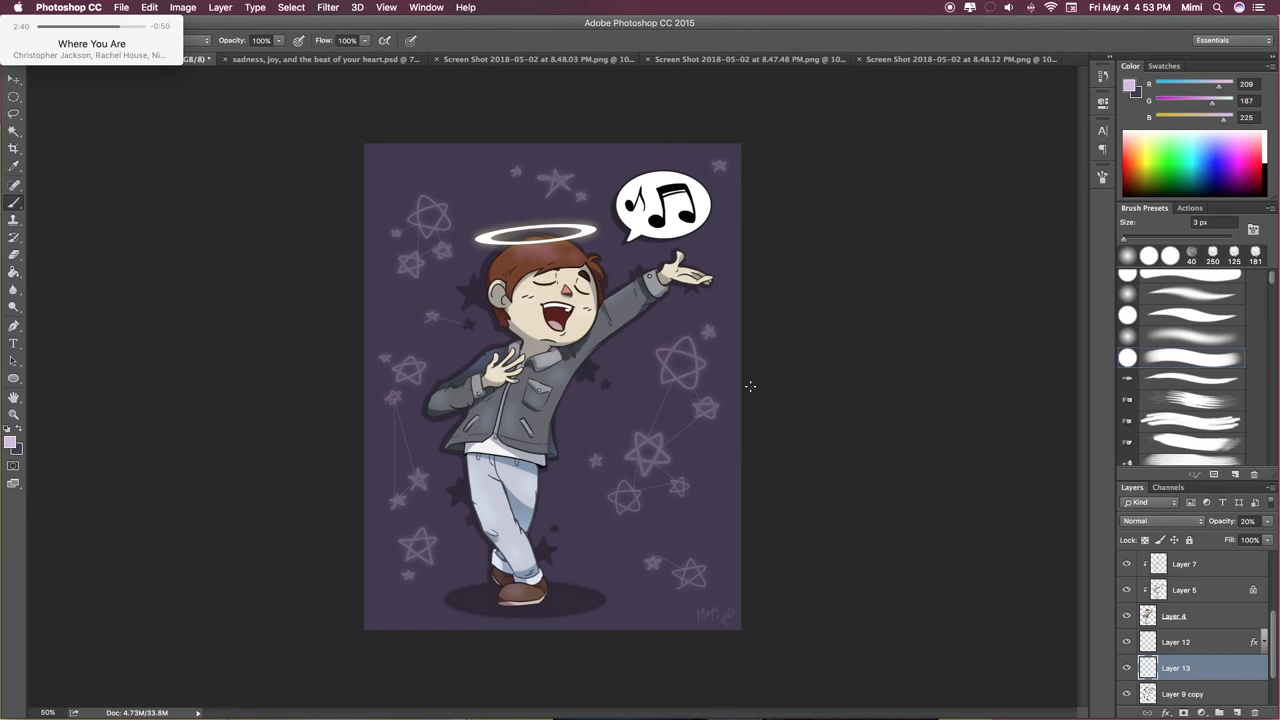 Photoshop CC File Edit Image Layer Type Select Filter 3D View Window Help Fri May 4 4:53 PM Mimi
2:40 -0:50
Where You Are
Christopher Jackson, Rachel House, Ni...
Adobe Photoshop CC 2015
Opacity: 100% Flow: 100% Essentials
GB/8) * × sadness, joy, and the beat of your heart.psd @ 7... × Screen Shot 2018-05-02 at 8.48.03 PM.png @ 10... × Screen Shot 2018-05-02 at 8.47.48 PM.png @ 10... × Screen Shot 2018-05-02 at 8.48.12 PM.png @ 10...
Color Swatches
R 209
G 187
B 225
Brush Presets Actions
Size: 3 px
40 250 125 181
Layers Channels
Kind
Normal Opacity: 20%
Lock: Fill: 100%
Layer 7
Layer 5
Layer 4
Layer 12 fx
Layer 13
Layer 9 copy
50% Doc: 4.73M/33.8M